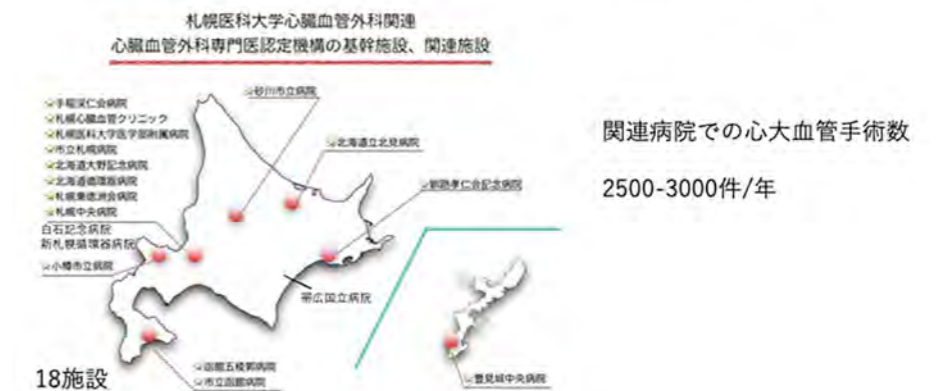 札幌医科大学心臓血管外科関連
心臓血管外科専門医認定機構の基幹施設、関連施設
砂川市立病院
手稲渓仁会病院
札幌心臓血管クリニック
札幌医科大学医学部附属病院
市立札幌病院
北海道大野記念病院
北海道循環器病院
札幌東徳洲会病院
札幌中央病院
白石記念病院
新札幌循環器病院
小樽市立病院
北海道立北見病院
釧路孝仁会記念病院
帯広国立病院
函館五稜郭病院
市立函館病院
豊見城中央病院
18施設
関連病院での心大血管手術数
2500-3000件/年